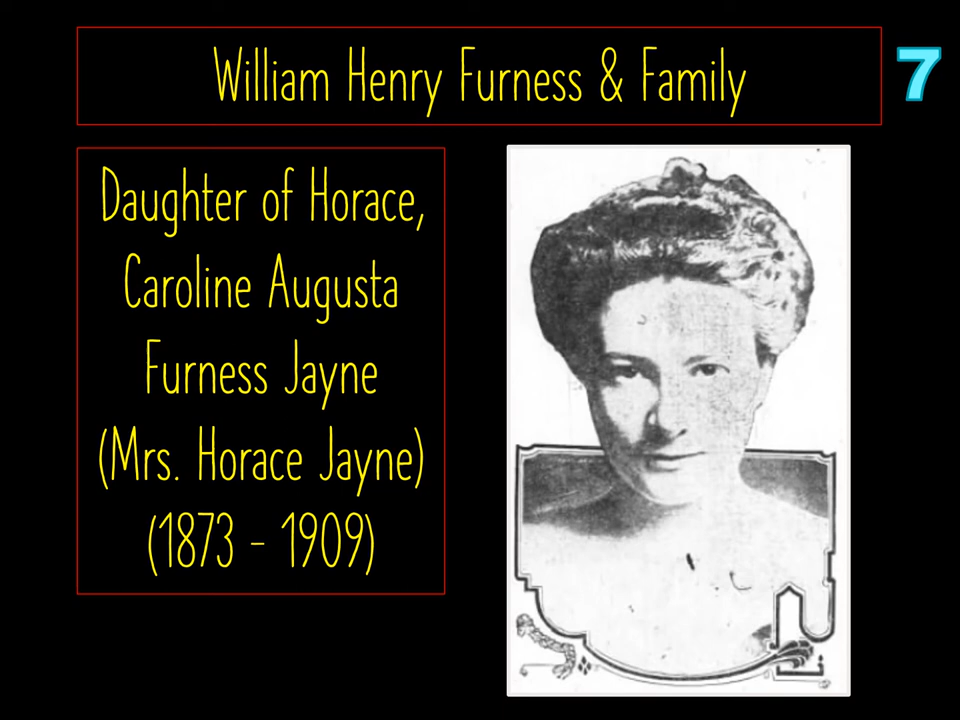 William Henry Furness & Family
7
Daughter of Horace,
Caroline Augusta
Furness Jayne
(Mrs. Horace Jayne)
(1873 - 1909)